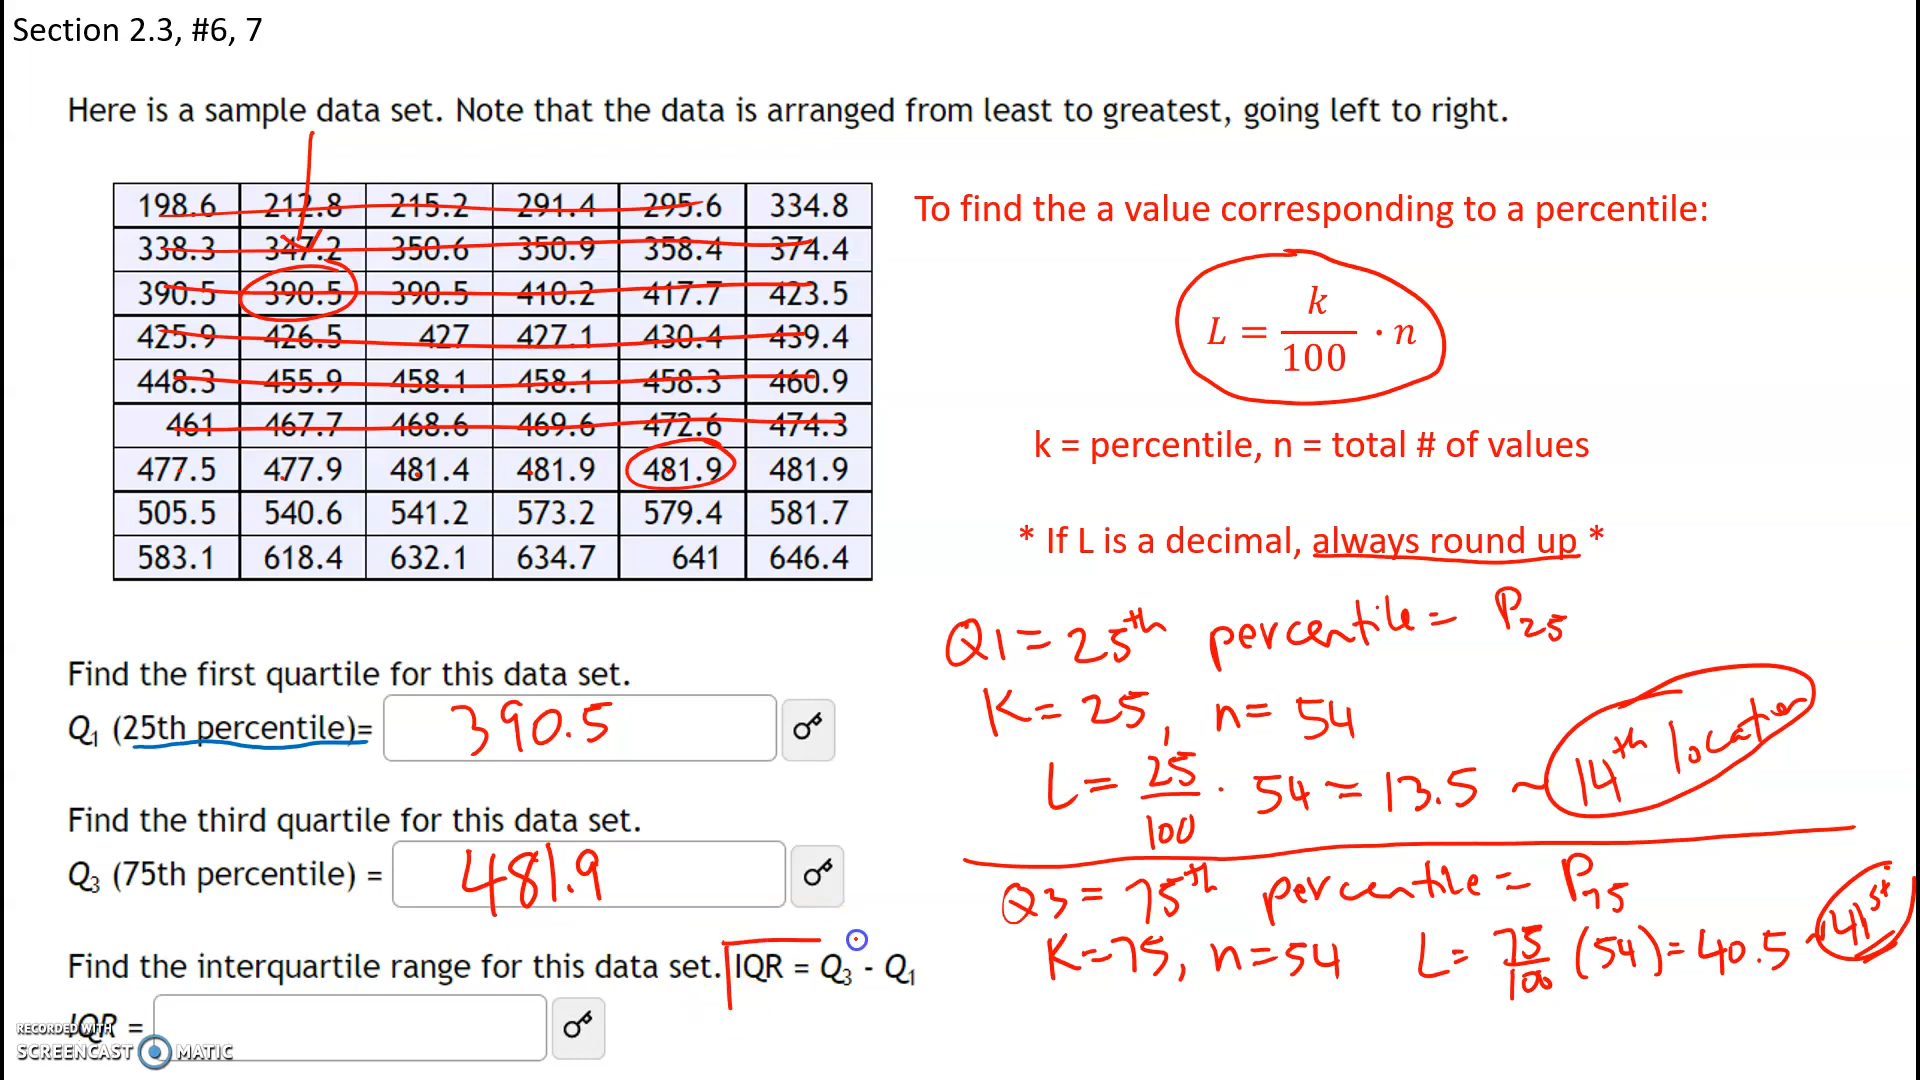 Section 2.3, #6, 7
Here is a sample data set. Note that the data is arranged from least to greatest, going left to right.
198.6 212.8 215.2 291.4 295.6 334.8
338.3 347.2 350.6 350.9 358.4 374.4
390.5 390.5 390.5 410.2 417.7 423.5
425.9 426.5 427 427.1 430.4 439.4
448.3 455.9 458.1 458.1 458.3 460.9
461 467.7 468.6 469.6 472.6 474.3
477.5 477.9 481.4 481.9 481.9 481.9
505.5 540.6 541.2 573.2 579.4 581.7
583.1 618.4 632.1 634.7 641 646.4
To find the a value corresponding to a percentile:
L = k/100 · n
k = percentile, n = total # of values
* If L is a decimal, always round up *
Q1 = 25th percentile = P25
K = 25, n = 54
L = 25/100 · 54 = 13.5 ~ 14th location
Q3 = 75th percentile = P75
K = 75, n = 54 L = 75/100 (54) = 40.5 ~ 41st
Find the first quartile for this data set.
Q1 (25th percentile)= 390.5
Find the third quartile for this data set.
Q3 (75th percentile) = 481.9
Find the interquartile range for this data set. IQR = Q3 - Q1
IQR =
RECORDED WITH
SCREENCAST MATIC